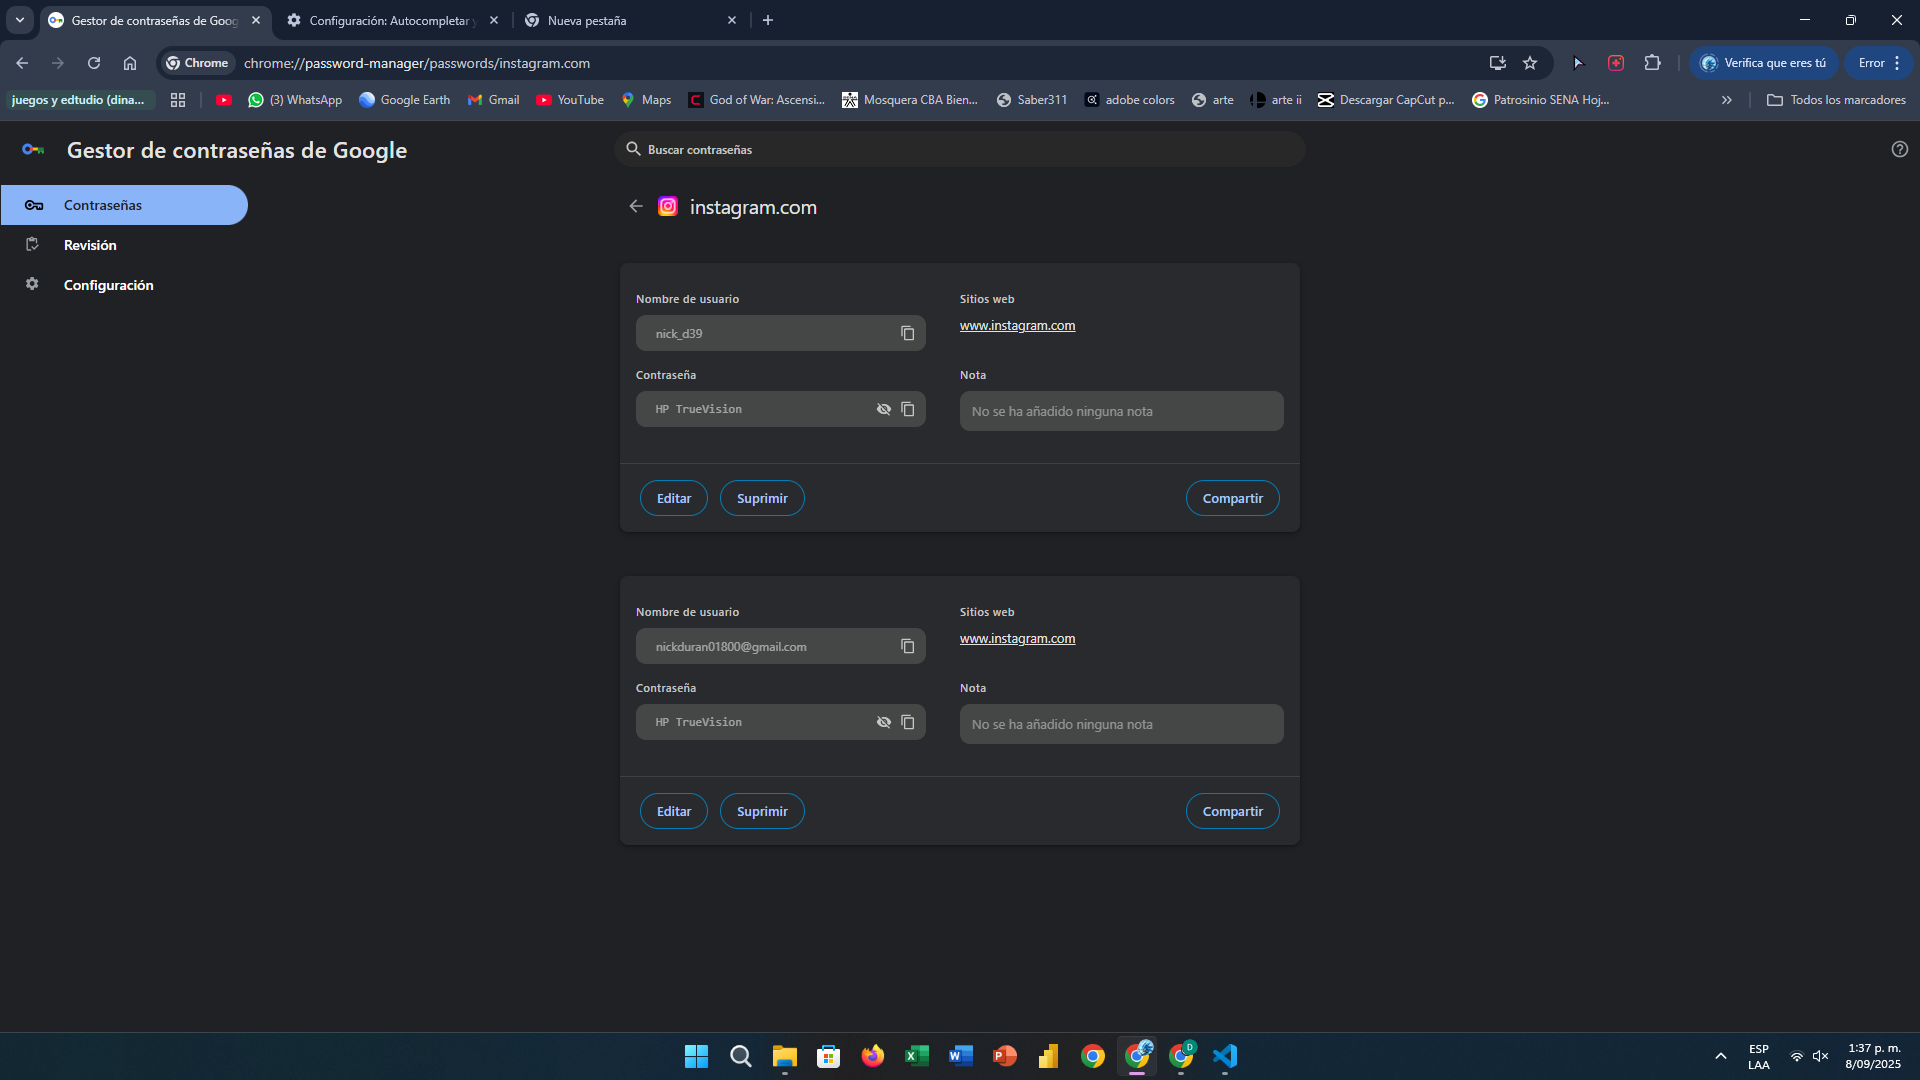 Gestor de contraseñas de Goog
Configuración: Autocompletar y
Nueva pestaña
Chrome
chrome://password-manager/passwords/instagram.com
Verifica que eres tú
Error
juegos y edtudio (dina...
(3) WhatsApp
Google Earth
Gmail
YouTube
Maps
God of War: Ascensi...
Mosquera CBA Bien...
Saber311
adobe colors
arte
arte ii
Descargar CapCut p...
Patrosinio SENA Hoj...
Todos los marcadores
Gestor de contraseñas de Google
Buscar contraseñas
Contraseñas
Revisión
Configuración
instagram.com
Nombre de usuario
Sitios web
nick_d39
www.instagram.com
Contraseña
Nota
HP TrueVision
No se ha añadido ninguna nota
Editar
Suprimir
Compartir
Nombre de usuario
Sitios web
nickduran01800@gmail.com
www.instagram.com
Contraseña
Nota
HP TrueVision
No se ha añadido ninguna nota
Editar
Suprimir
Compartir
ESP
LAA
1:37 p. m.
8/09/2025